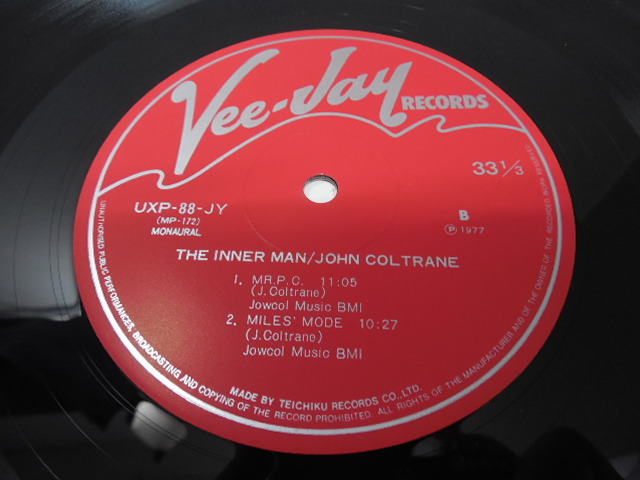 Vee-Jay RECORDS
33 1/3
UXP-88-JY
(MP-172)
MONAURAL
B
Ⓟ 1977
THE INNER MAN/JOHN COLTRANE
1. MR.P.C. 11:05
(J. Coltrane)
Jowcol Music BMI
2. MILES' MODE 10:27
(J. Coltrane)
Jowcol Music BMI
MADE BY TEICHIKU RECORDS CO., LTD.
UNAUTHORISED PUBLIC PERFORMANCES, BROADCASTING AND COPYING OF THE RECORD PROHIBITED. ALL RIGHTS OF THE MANUFACTURER AND OF THE OWNER OF THE RECORDED WORK RESERVED